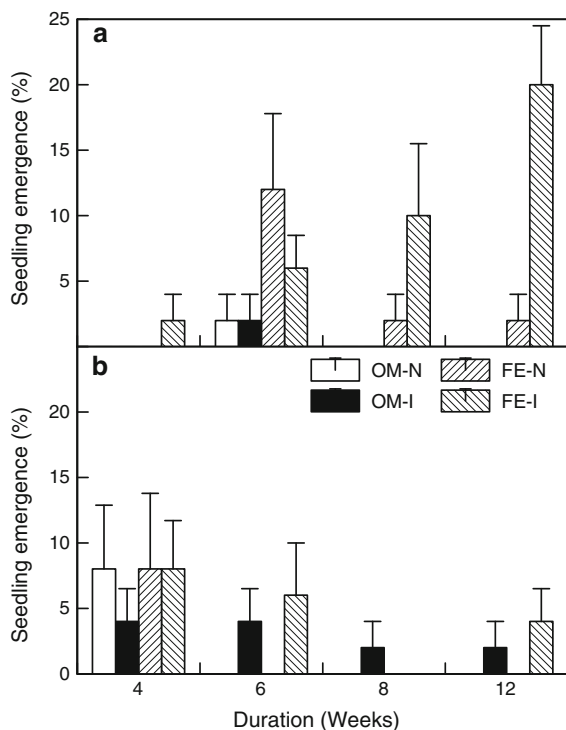 a
25
20
15
10
5
Seedling emergence (%)
b
OM-N FE-N
OM-I FE-I
20
15
10
5
0
Seedling emergence (%)
4 6 8 12
Duration (Weeks)